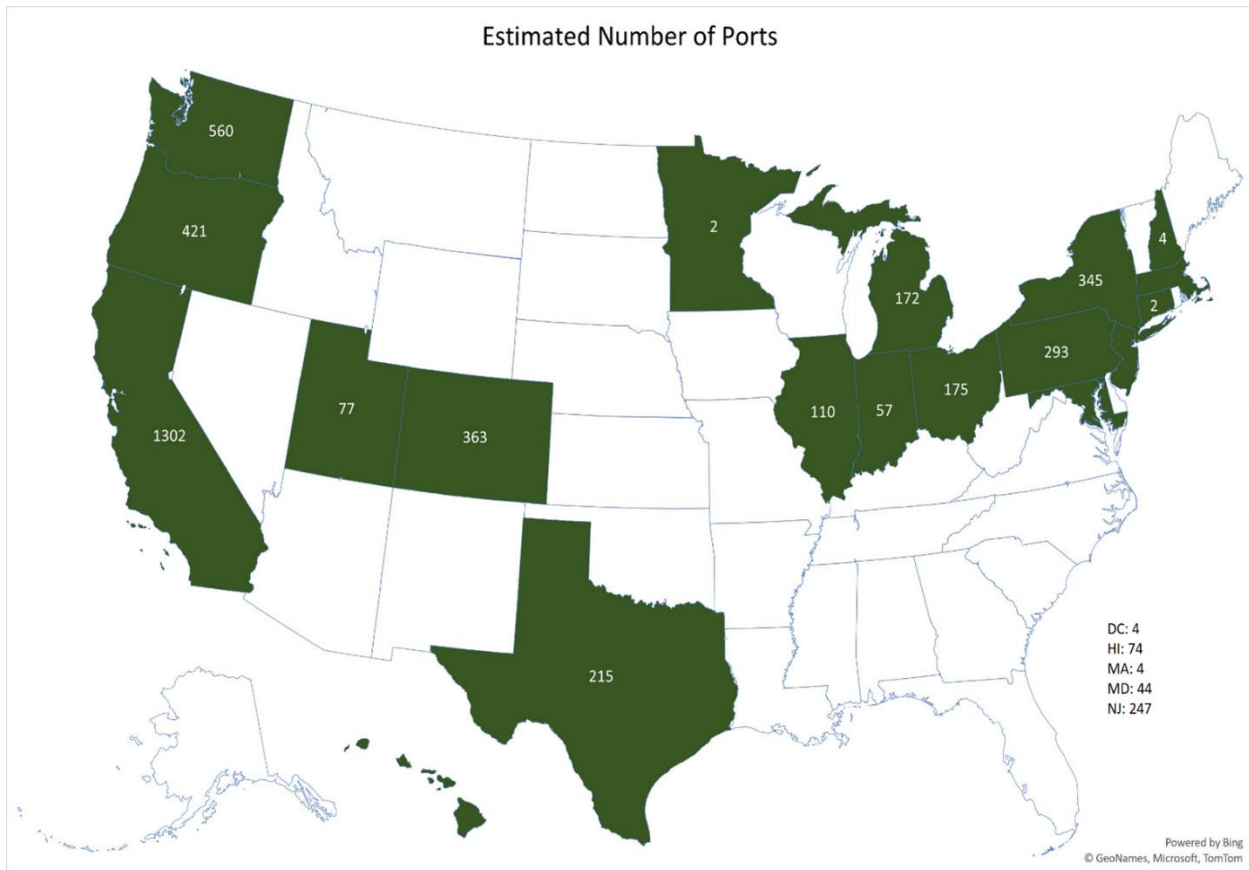 Estimated Number of Ports
560
421
2
4
345
172
2
293
175
110
57
77
363
1302
215
DC: 4
HI: 74
MA: 4
MD: 44
NJ: 247
Powered by Bing
© GeoNames, Microsoft, TomTom